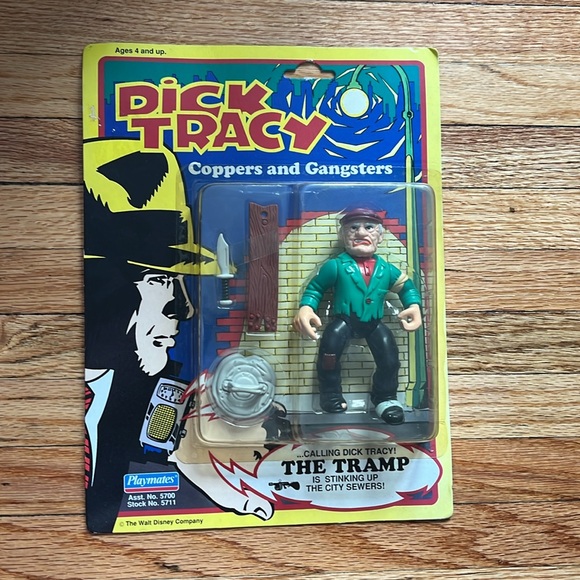 Ages 4 and up.
DICK
TRACY
Coppers and Gangsters
...CALLING DICK TRACY!
THE TRAMP
IS STINKING UP
THE CITY SEWERS!
Playmates
Asst. No. 5700
Stock No. 5711
© The Walt Disney Company